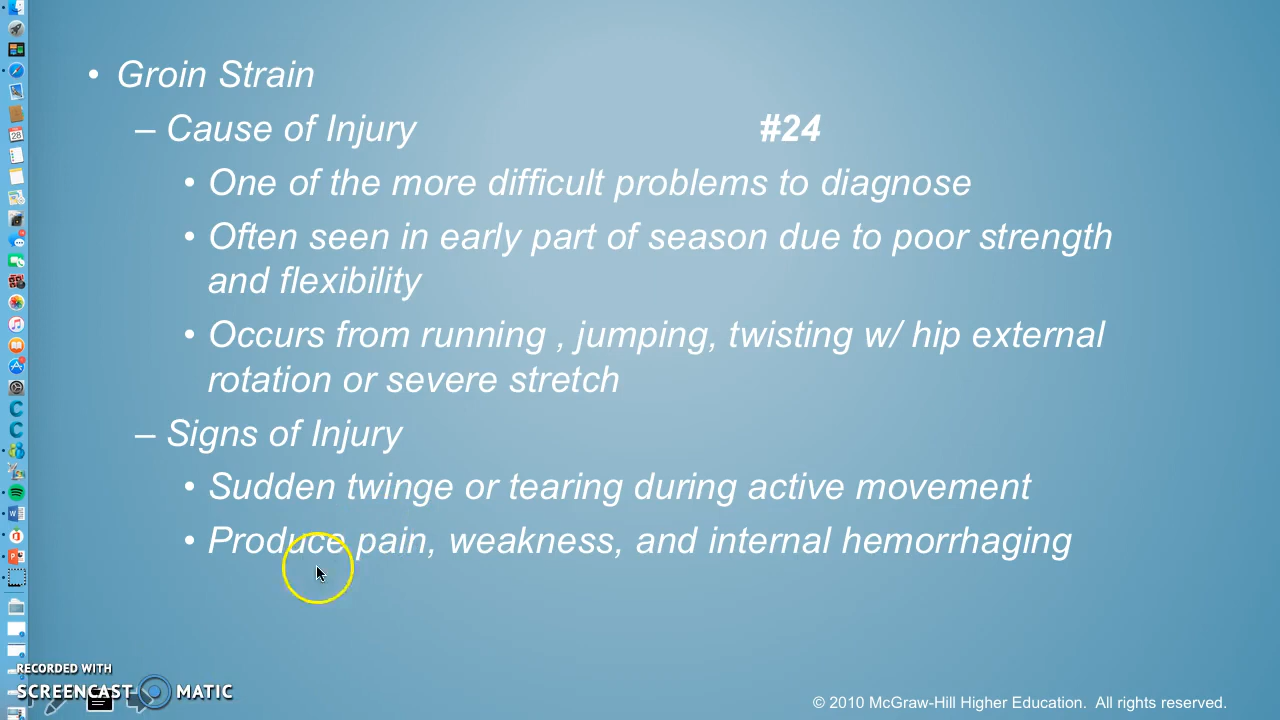 • Groin Strain
– Cause of Injury #24
• One of the more difficult problems to diagnose
• Often seen in early part of season due to poor strength
and flexibility
• Occurs from running , jumping, twisting w/ hip external
rotation or severe stretch
– Signs of Injury
• Sudden twinge or tearing during active movement
• Produce pain, weakness, and internal hemorrhaging
RECORDED WITH
SCREENCAST MATIC
© 2010 McGraw-Hill Higher Education. All rights reserved.